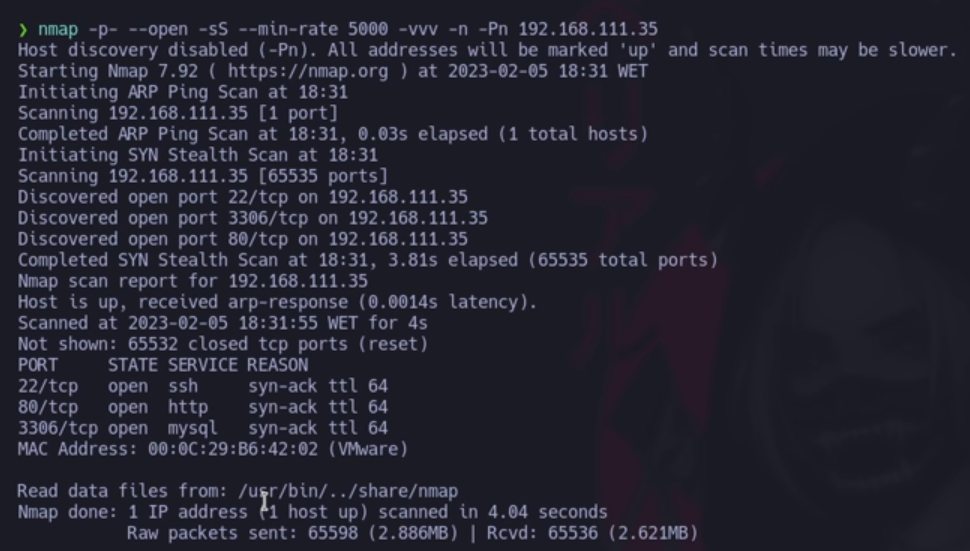 ❯ nmap -p- --open -sS --min-rate 5000 -vvv -n -Pn 192.168.111.35
Host discovery disabled (-Pn). All addresses will be marked 'up' and scan times may be slower.
Starting Nmap 7.92 ( https://nmap.org ) at 2023-02-05 18:31 WET
Initiating ARP Ping Scan at 18:31
Scanning 192.168.111.35 [1 port]
Completed ARP Ping Scan at 18:31, 0.03s elapsed (1 total hosts)
Initiating SYN Stealth Scan at 18:31
Scanning 192.168.111.35 [65535 ports]
Discovered open port 22/tcp on 192.168.111.35
Discovered open port 3306/tcp on 192.168.111.35
Discovered open port 80/tcp on 192.168.111.35
Completed SYN Stealth Scan at 18:31, 3.81s elapsed (65535 total ports)
Nmap scan report for 192.168.111.35
Host is up, received arp-response (0.0014s latency).
Scanned at 2023-02-05 18:31:55 WET for 4s
Not shown: 65532 closed tcp ports (reset)
PORT     STATE SERVICE REASON
22/tcp   open  ssh     syn-ack ttl 64
80/tcp   open  http    syn-ack ttl 64
3306/tcp open  mysql   syn-ack ttl 64
MAC Address: 00:0C:29:B6:42:02 (VMware)

Read data files from: /usr/bin/../share/nmap
Nmap done: 1 IP address (1 host up) scanned in 4.04 seconds
           Raw packets sent: 65598 (2.886MB) | Rcvd: 65536 (2.621MB)